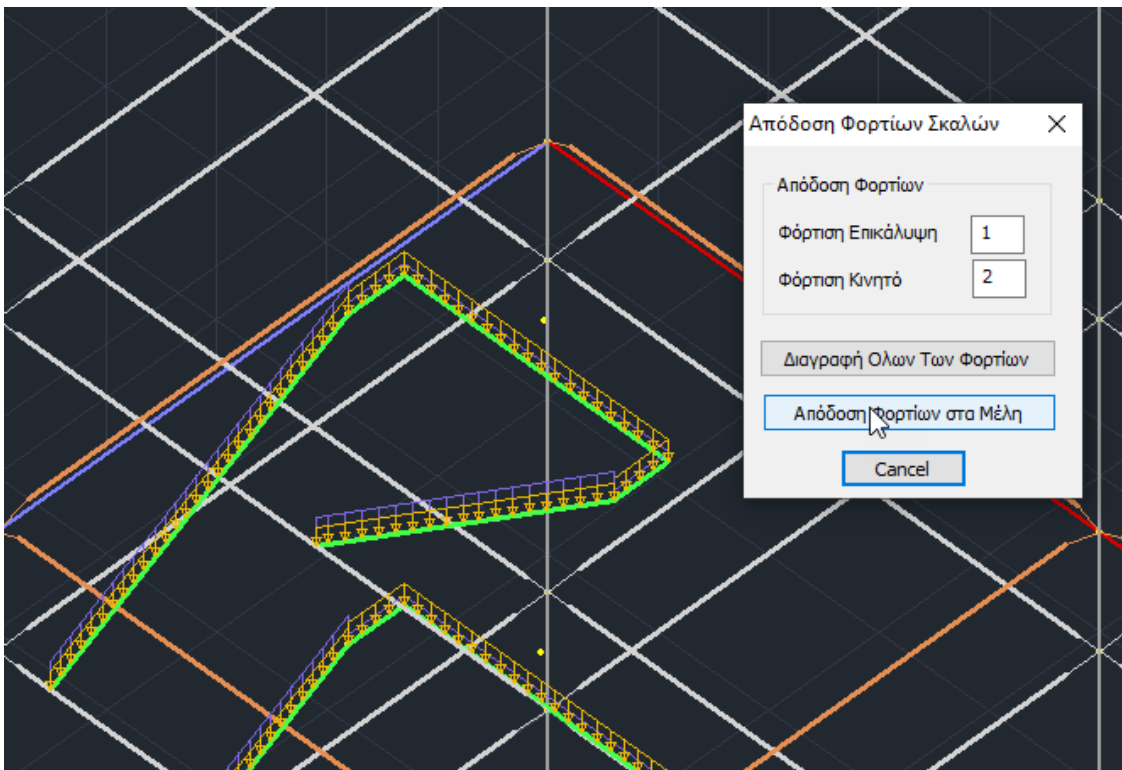 Απόδοση Φορτίων Σκαλών
Απόδοση Φορτίων
Φόρτιση Επικάλυψη 1
Φόρτιση Κινητό 2
Διαγραφή Ολων Των Φορτίων
Απόδοση Φορτίων στα Μέλη
Cancel